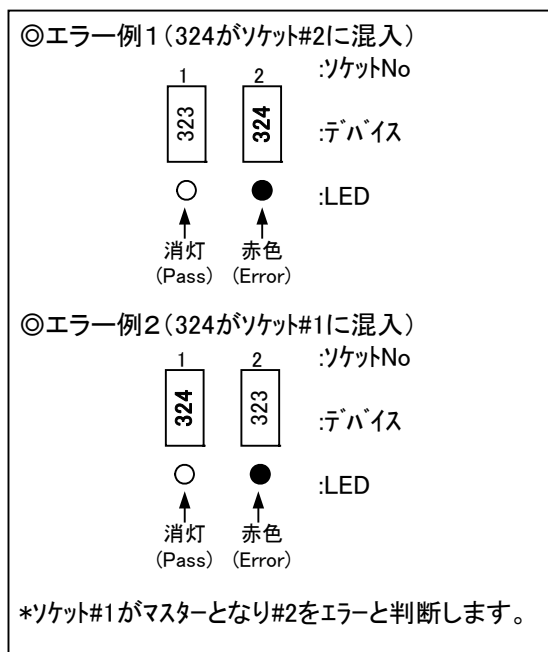 ◎エラー例1(324がソケット#2に混入)
1 2 :ソケットNo
323 324 :デバイス
:LED
消灯 赤色
(Pass) (Error)
◎エラー例2(324がソケット#1に混入)
1 2 :ソケットNo
324 323 :デバイス
:LED
消灯 赤色
(Pass) (Error)
*ソケット#1がマスターとなり#2をエラーと判断します。